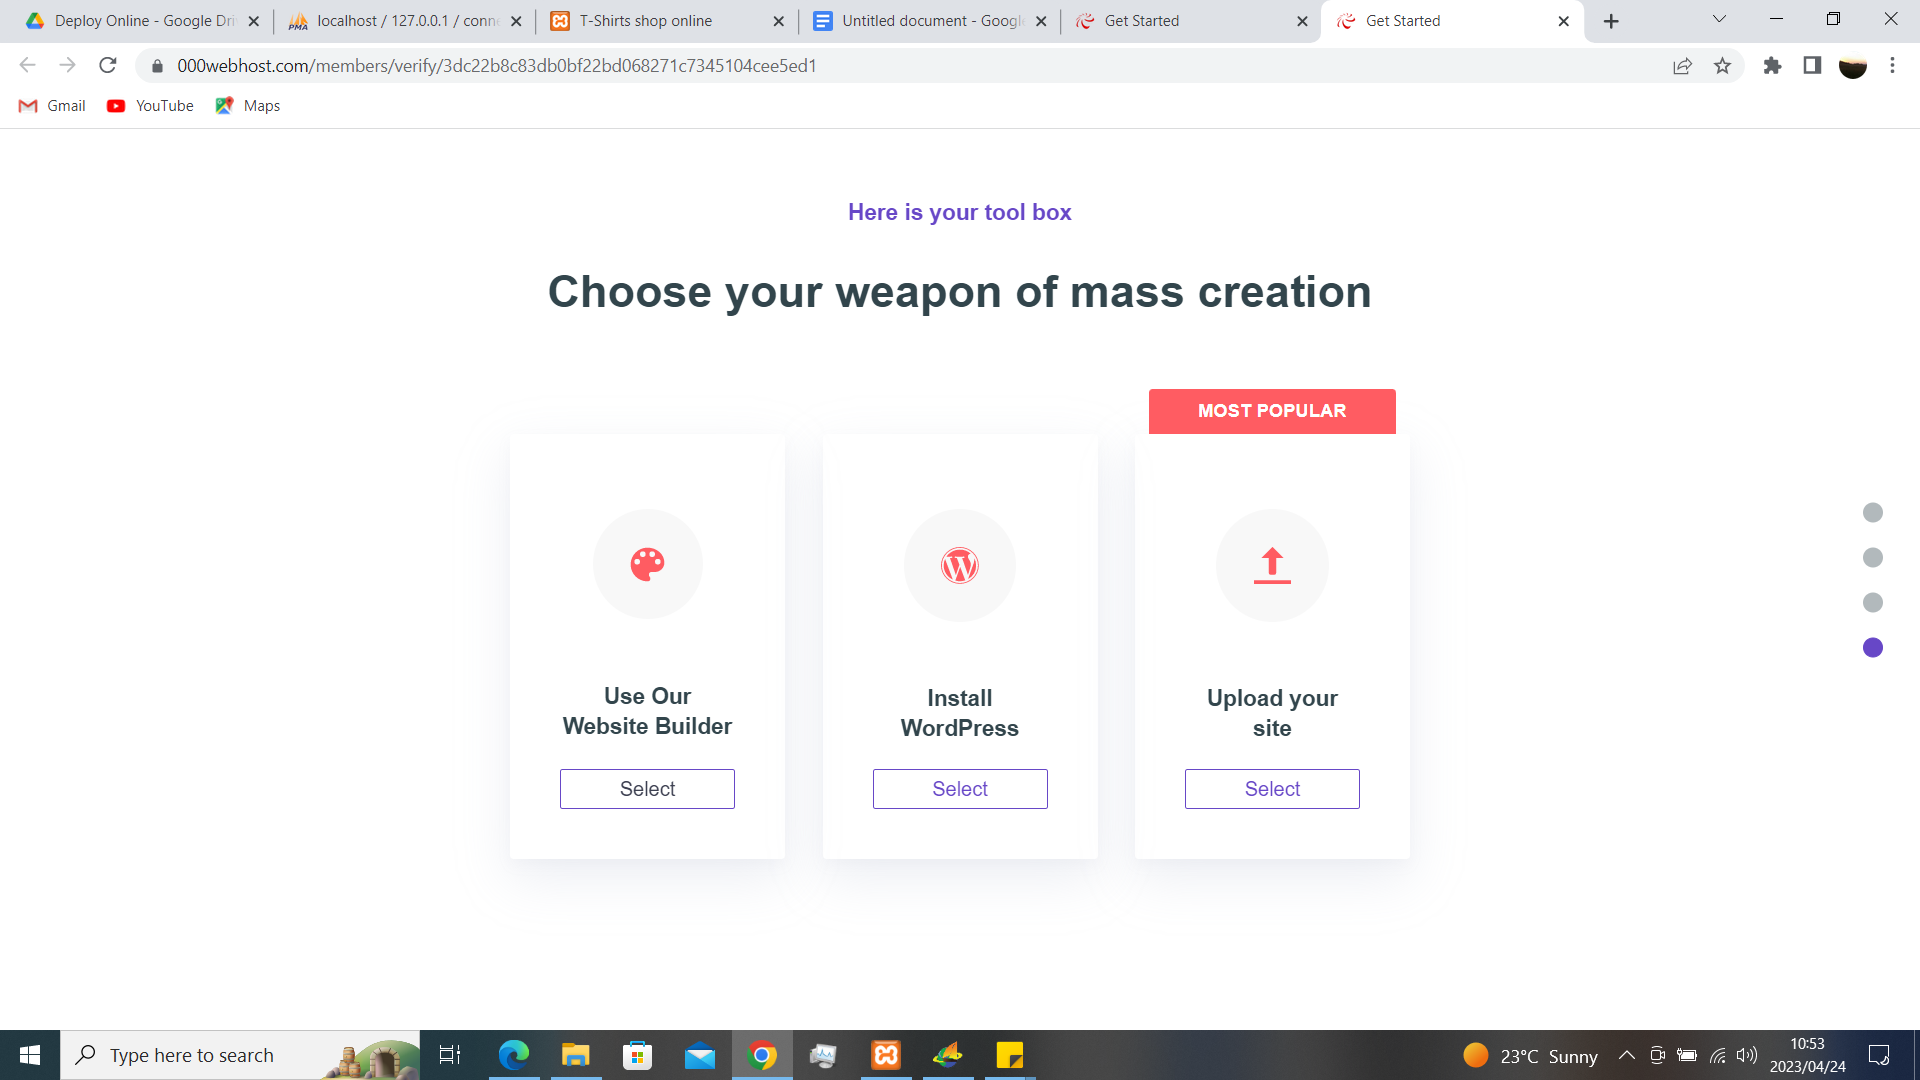 Deploy Online - Google Dri
localhost / 127.0.0.1 / conn
T-Shirts shop online
Untitled document - Googl
Get Started
Get Started
000webhost.com/members/verify/3dc22b8c83db0bf22bd068271c7345104cee5ed1
Gmail
YouTube
Maps
Here is your tool box
Choose your weapon of mass creation
MOST POPULAR
Use Our
Website Builder
Select
Install
WordPress
Select
Upload your
site
Select
Type here to search
23°C Sunny
10:53
2023/04/24